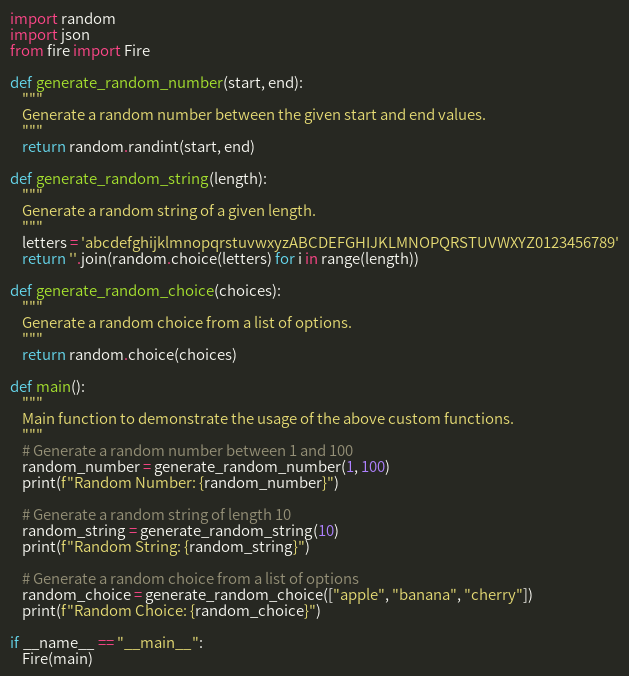 import random
import json
from fire import Fire

def generate_random_number(start, end):
    """
    Generate a random number between the given start and end values.
    """
    return random.randint(start, end)

def generate_random_string(length):
    """
    Generate a random string of a given length.
    """
    letters = 'abcdefghijklmnopqrstuvwxyzABCDEFGHIJKLMNOPQRSTUVWXYZ0123456789'
    return ''.join(random.choice(letters) for i in range(length))

def generate_random_choice(choices):
    """
    Generate a random choice from a list of options.
    """
    return random.choice(choices)

def main():
    """
    Main function to demonstrate the usage of the above custom functions.
    """
    # Generate a random number between 1 and 100
    random_number = generate_random_number(1, 100)
    print(f"Random Number: {random_number}")

    # Generate a random string of length 10
    random_string = generate_random_string(10)
    print(f"Random String: {random_string}")

    # Generate a random choice from a list of options
    random_choice = generate_random_choice(["apple", "banana", "cherry"])
    print(f"Random Choice: {random_choice}")

if __name__ == "__main__":
    Fire(main)